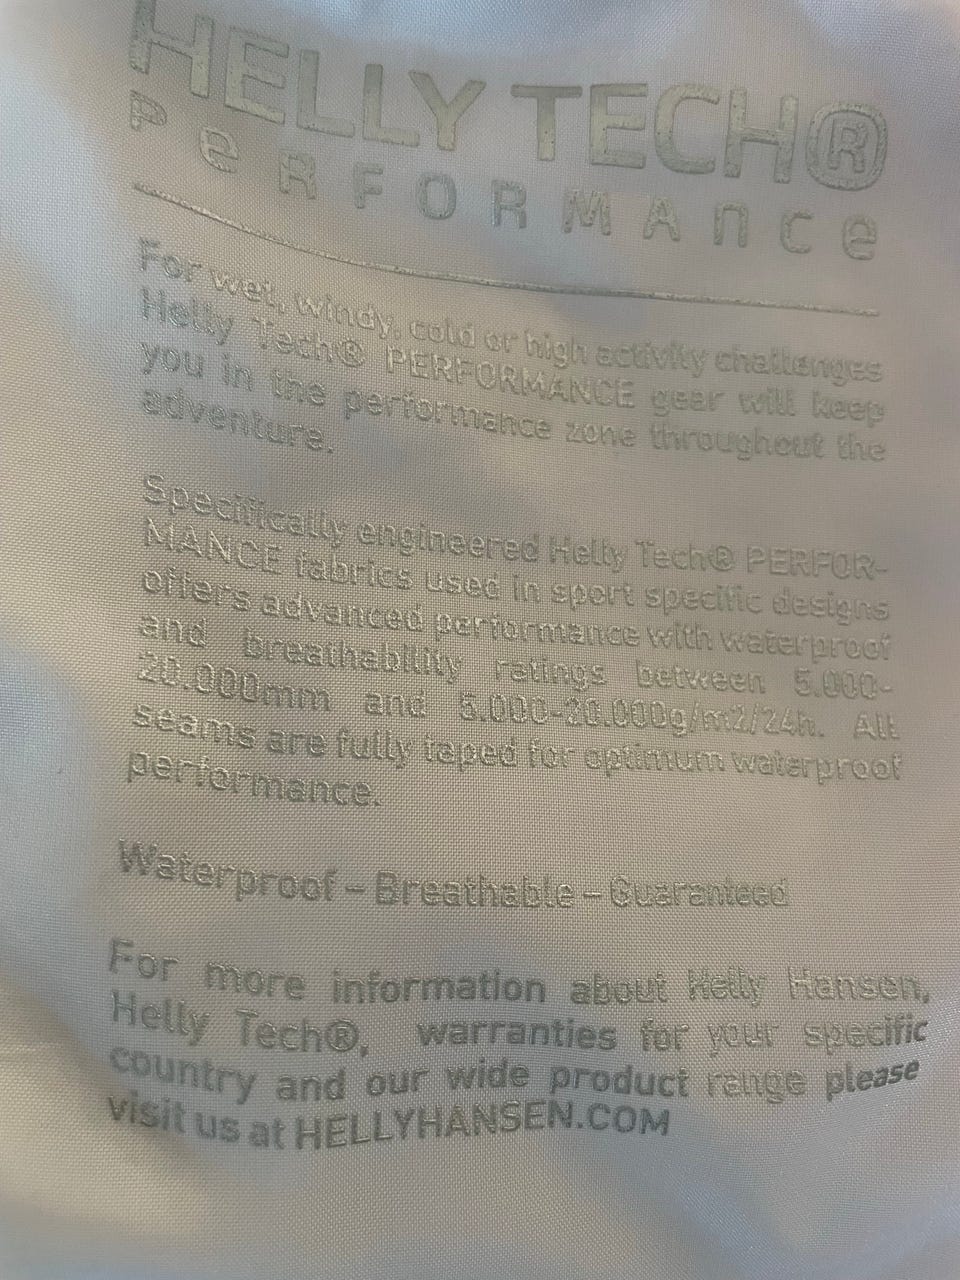 HELLY TECH®
PeRFORMAnce
For wet, windy, cold or high activity challenges
Helly Tech® PERFORMANCE gear will keep
you in the performance zone throughout the
adventure.
Specifically engineered Helly Tech® PERFOR-
MANCE fabrics used in sport specific designs
offers advanced performance with waterproof
and breathability ratings between 5.000-
20.000mm and 5.000-20.000g/m2/24h. All
seams are fully taped for optimum waterproof
performance.
Waterproof – Breathable – Guaranteed
For more information about Helly Hansen,
Helly Tech®, warranties for your specific
country and our wide product range please
visit us at HELLYHANSEN.COM